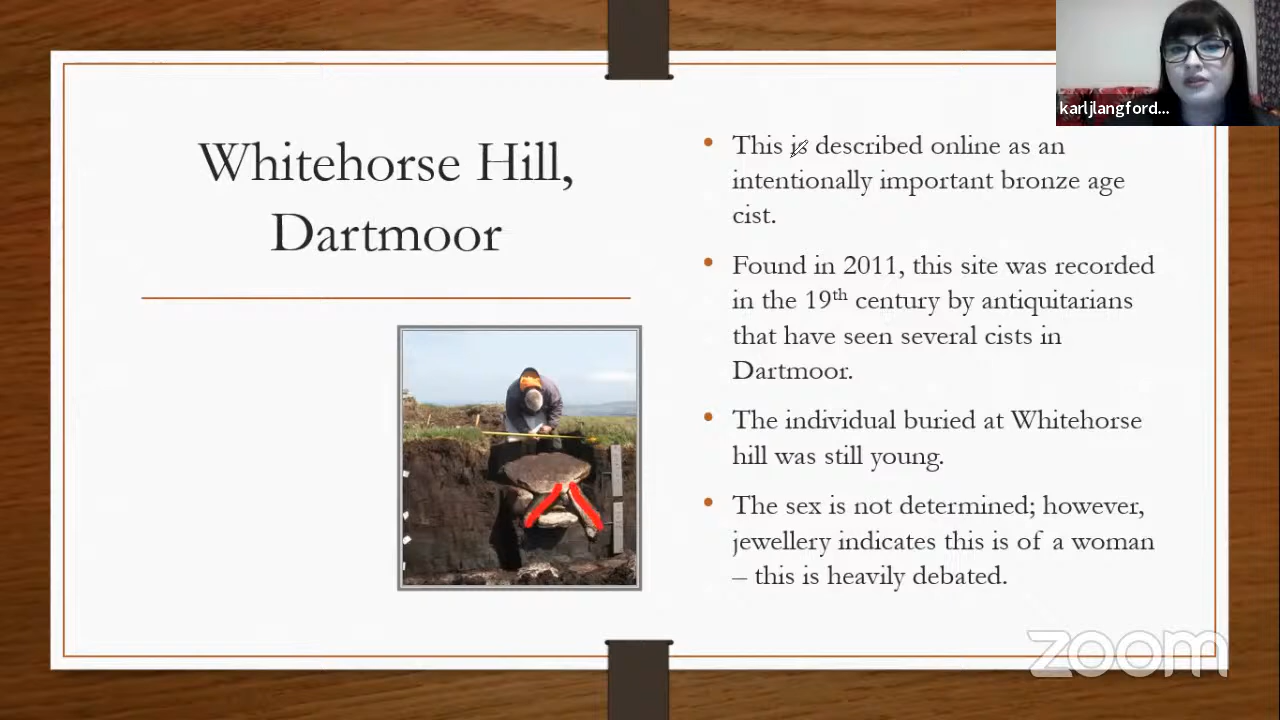 karljlangford...
Whitehorse Hill,
Dartmoor
• This is described online as an
intentionally important bronze age
cist.
• Found in 2011, this site was recorded
in the 19th century by antiquitarians
that have seen several cists in
Dartmoor.
• The individual buried at Whitehorse
hill was still young.
• The sex is not determined; however,
jewellery indicates this is of a woman
– this is heavily debated.
zoom